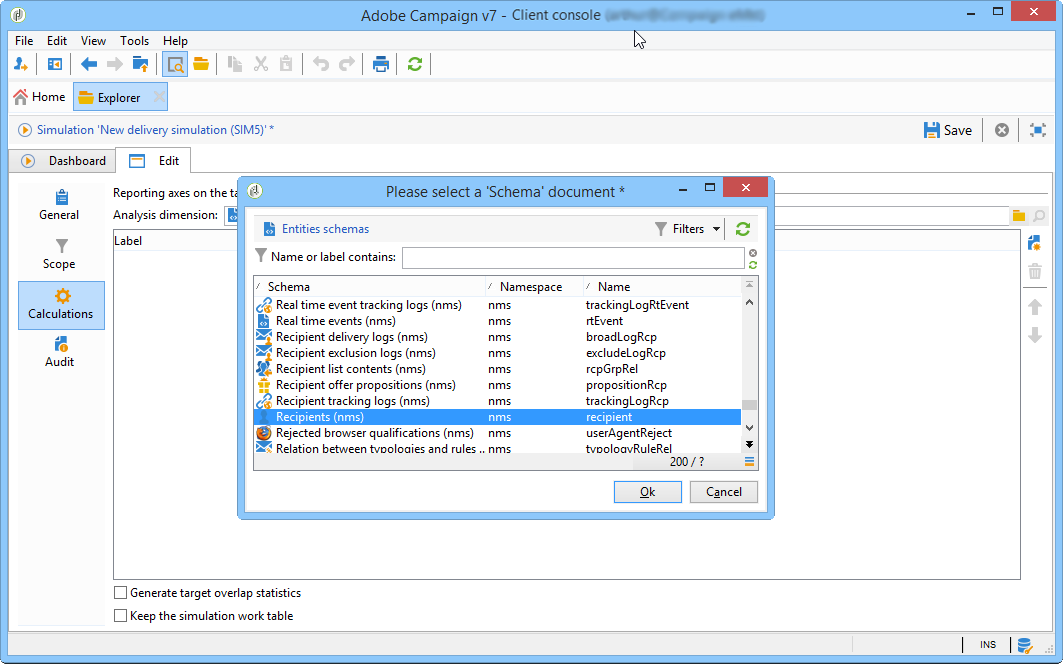 Adobe Campaign v7 - Client console
File Edit View Tools Help
Home Explorer
Simulation 'New delivery simulation (SIM5)' *
Save
Dashboard Edit
General
Scope
Calculations
Audit
Reporting axes on the ta
Analysis dimension:
Label
Please select a 'Schema' document *
Entities schemas
Filters
Name or label contains:
Schema Namespace Name
Real time event tracking logs (nms) nms trackingLogRtEvent
Real time events (nms) nms rtEvent
Recipient delivery logs (nms) nms broadLogRcp
Recipient exclusion logs (nms) nms excludeLogRcp
Recipient list contents (nms) nms rcpGrpRel
Recipient offer propositions (nms) nms propositionRcp
Recipient tracking logs (nms) nms trackingLogRcp
Recipients (nms) nms recipient
Rejected browser qualifications (nms) nms userAgentReject
Relation between typologies and rules .. nms typologyRuleRel
200 / ?
Ok Cancel
Generate target overlap statistics
Keep the simulation work table
INS